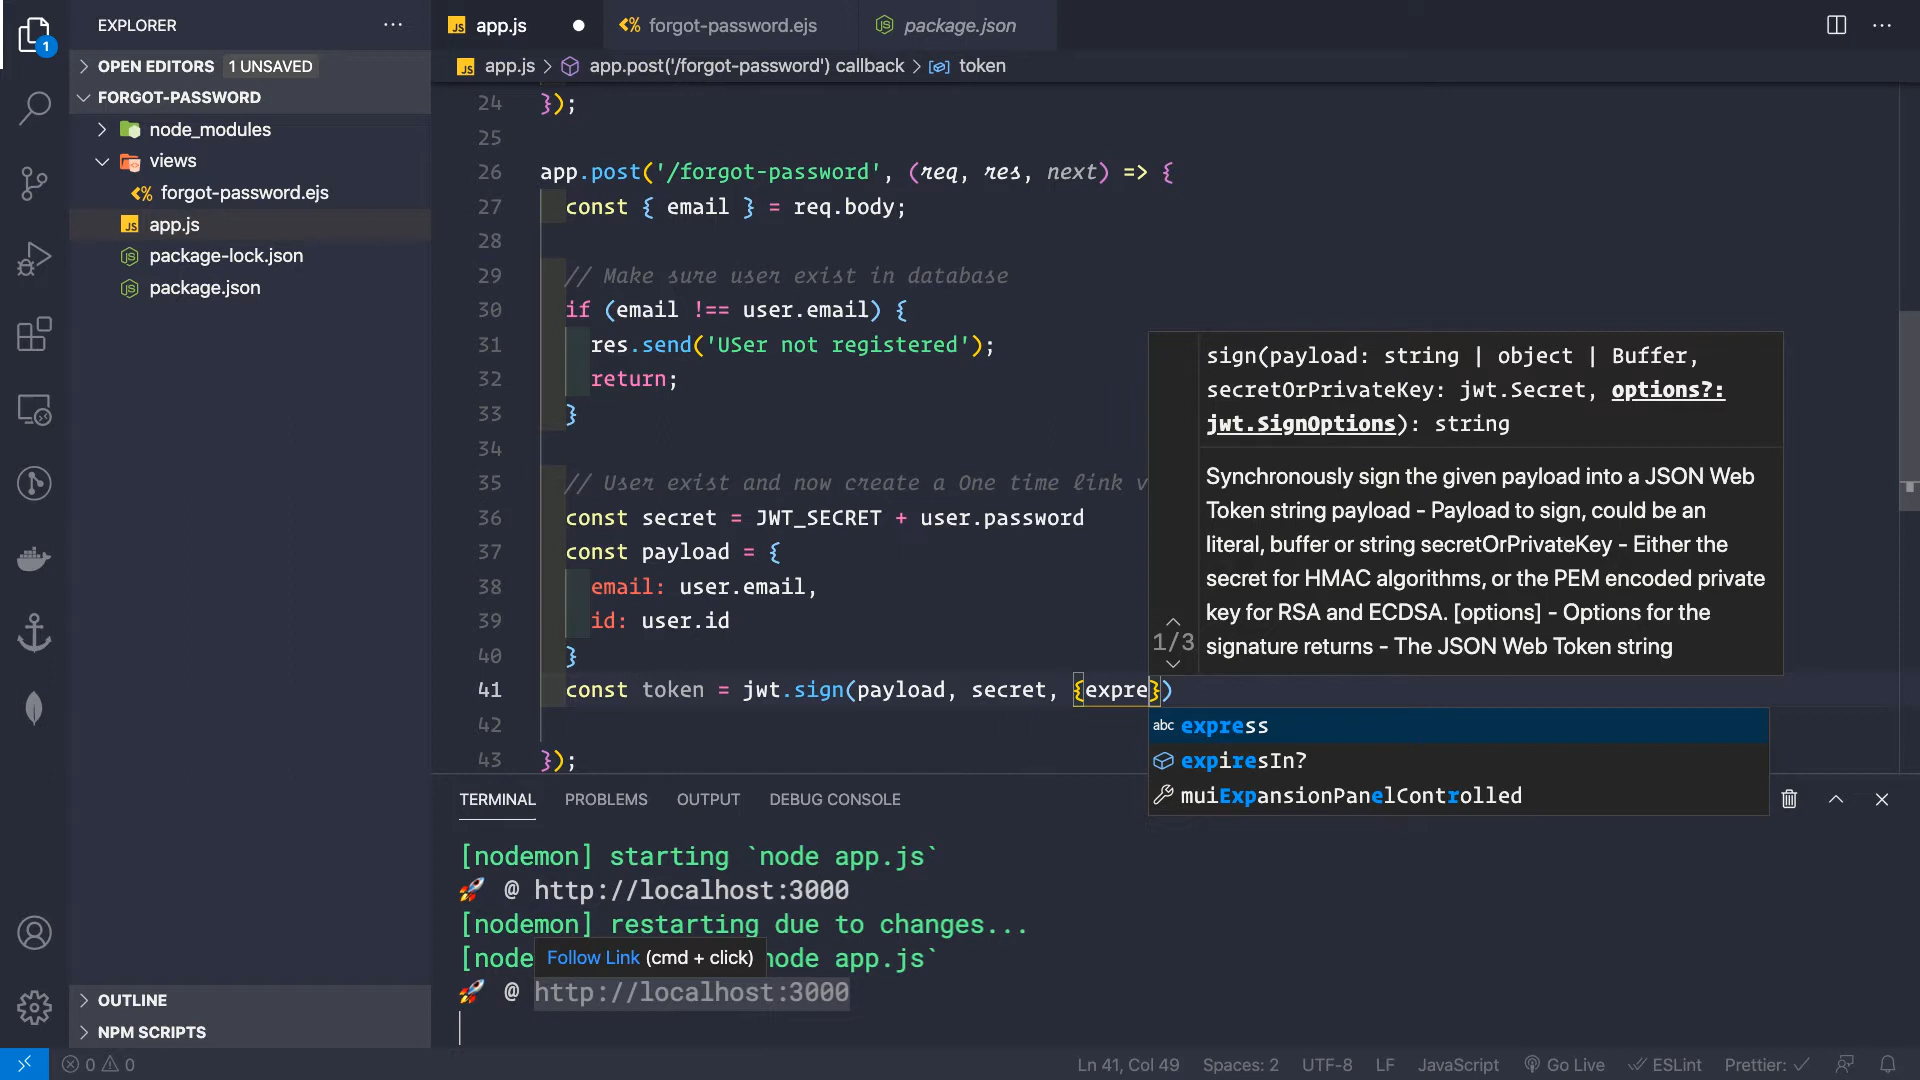 EXPLORER
OPEN EDITORS 1 UNSAVED
FORGOT-PASSWORD
node_modules
views
forgot-password.ejs
app.js
package-lock.json
package.json
OUTLINE
NPM SCRIPTS
1
app.js
forgot-password.ejs
package.json
app.js > app.post('/forgot-password') callback > token
24 });
25
26 app.post('/forgot-password', (req, res, next) => {
27 const { email } = req.body;
28
29 // Make sure user exist in database
30 if (email !== user.email) {
31 res.send('USer not registered');
32 return;
33 }
34
35 // User exist and now create a One time link v
36 const secret = JWT_SECRET + user.password
37 const payload = {
38 email: user.email,
39 id: user.id
40 }
41 const token = jwt.sign(payload, secret, {expre})
42
43 });
sign(payload: string | object | Buffer,
secretOrPrivateKey: jwt.Secret, options?:
jwt.SignOptions): string
Synchronously sign the given payload into a JSON Web
Token string payload - Payload to sign, could be an
literal, buffer or string secretOrPrivateKey - Either the
secret for HMAC algorithms, or the PEM encoded private
key for RSA and ECDSA. [options] - Options for the
signature returns - The JSON Web Token string
1/3
abc express
expiresIn?
muiExpansionPanelControlled
TERMINAL PROBLEMS OUTPUT DEBUG CONSOLE
[nodemon] starting `node app.js`
🚀 @ http://localhost:3000
[nodemon] restarting due to changes...
[node
Follow Link (cmd + click)
node app.js`
🚀 @ http://localhost:3000
0 0
Ln 41, Col 49 Spaces: 2 UTF-8 LF JavaScript Go Live ESLint Prettier: ✓